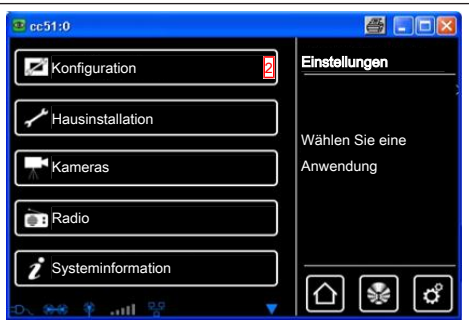 cc51:0
Konfiguration
2
Hausinstallation
Kameras
Radio
Systeminformation
Einstellungen
Wählen Sie eine
Anwendung